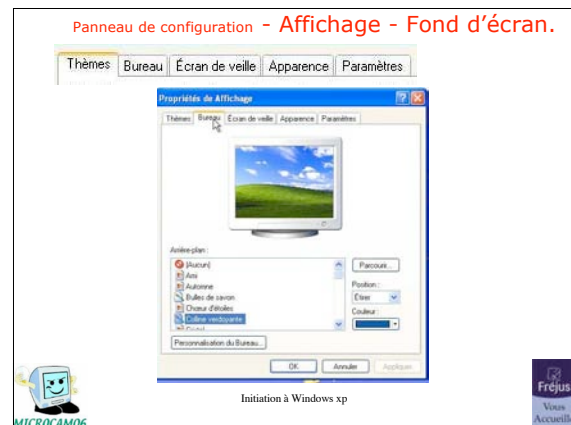 Panneau de configuration - Affichage - Fond d'écran.
Thèmes Bureau Écran de veille Apparence Paramètres
Propriétés de Affichage
Thèmes Bureau Écran de veille Apparence Paramètres
Arrière-plan :
(Aucun)
Ami
Automne
Bulles de savon
Chœur d'étoiles
Colline verdoyante
Parcourir...
Position :
Étirer
Couleur :
Personnalisation du Bureau...
OK Annuler Appliquer
Initiation à Windows xp
MICROCAM06
Fréjus
Vous
Accueille